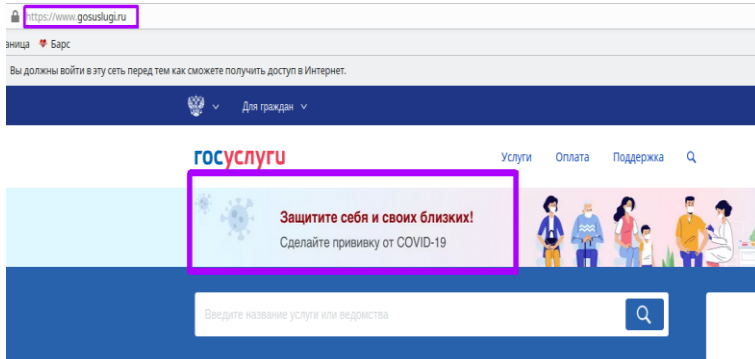 https://www.gosuslugi.ru
аница Барс
Вы должны войти в эту сеть перед тем как сможете получить доступ в Интернет.
Для граждан
госуслуги Услуги Оплата Поддержка
Защитите себя и своих близких!
Сделайте прививку от COVID-19
Введите название услуги или ведомства